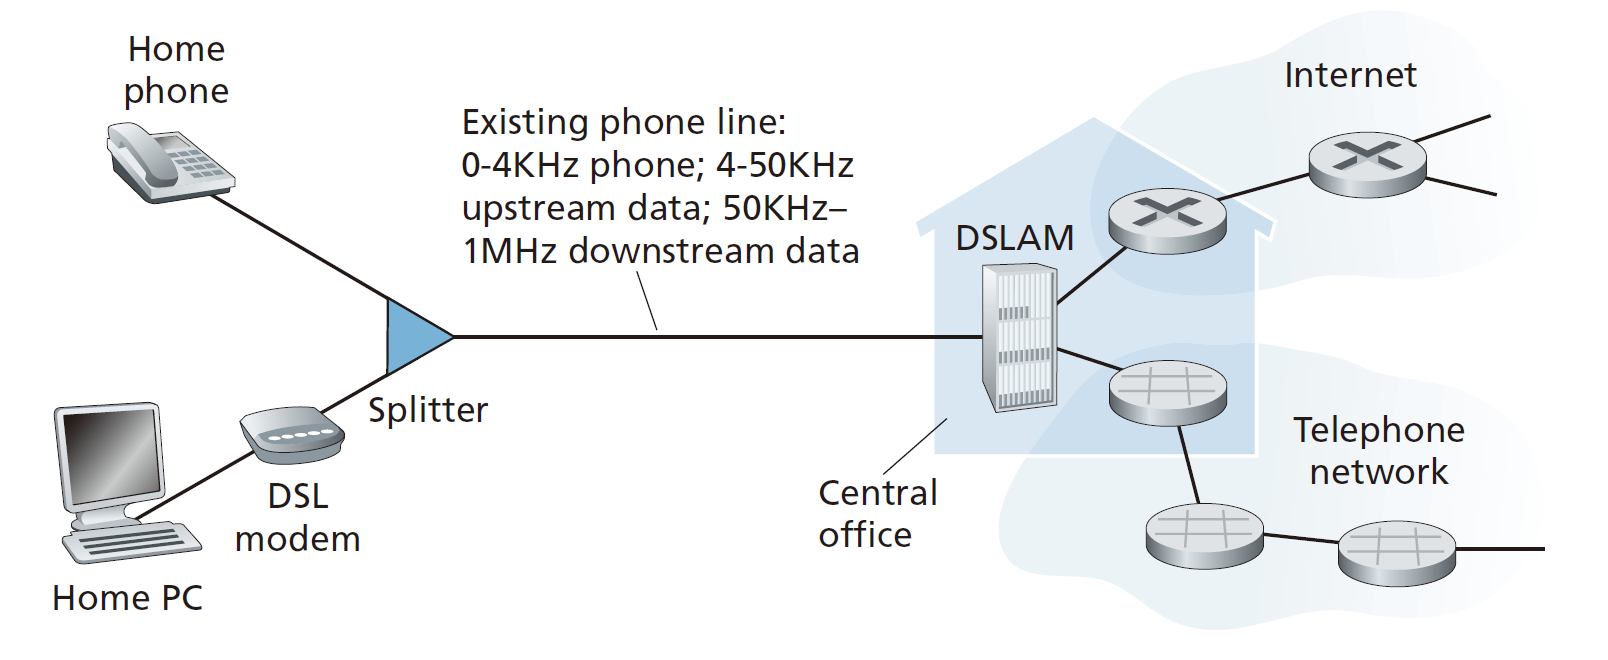 Home
phone
Existing phone line:
0-4KHz phone; 4-50KHz
upstream data; 50KHz–
1MHz downstream data
Internet
DSLAM
Splitter
DSL
modem
Home PC
Central
office
Telephone
network